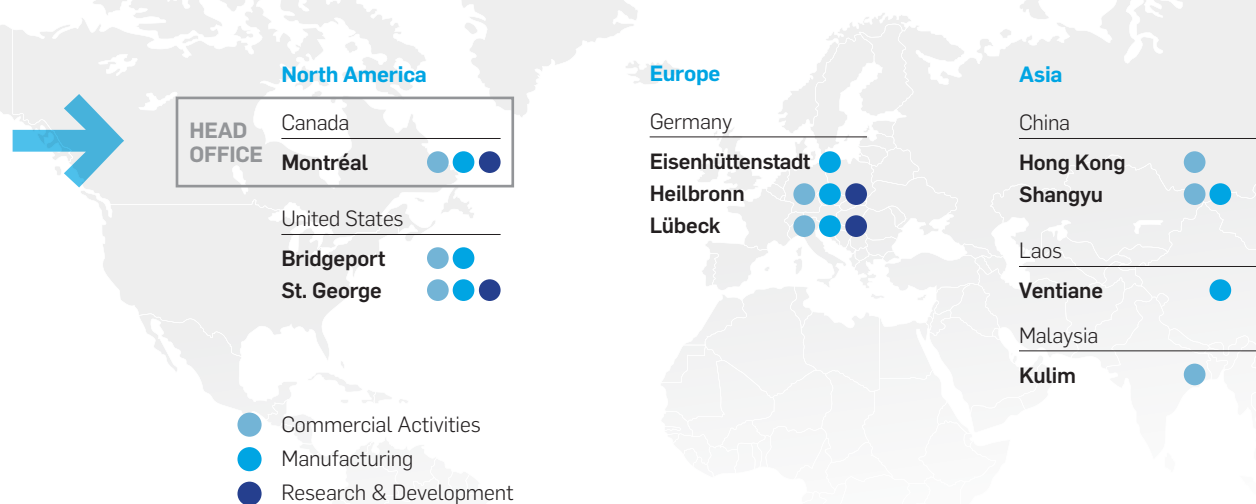 North America
HEAD
OFFICE
Canada
Montréal
United States
Bridgeport
St. George
Europe
Germany
Eisenhüttenstadt
Heilbronn
Lübeck
Asia
China
Hong Kong
Shangyu
Laos
Ventiane
Malaysia
Kulim
Commercial Activities
Manufacturing
Research & Development